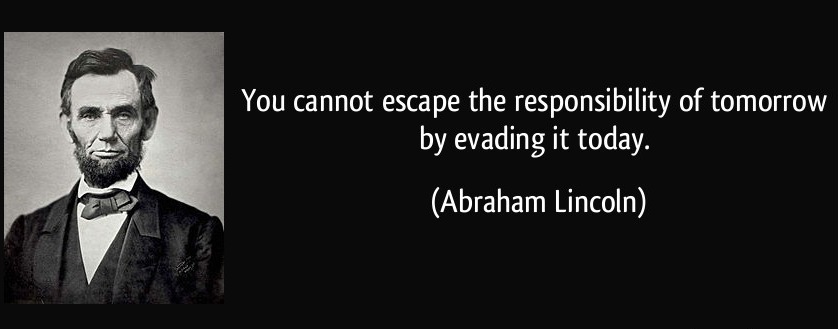 You cannot escape the responsibility of tomorrow
by evading it today.
(Abraham Lincoln)